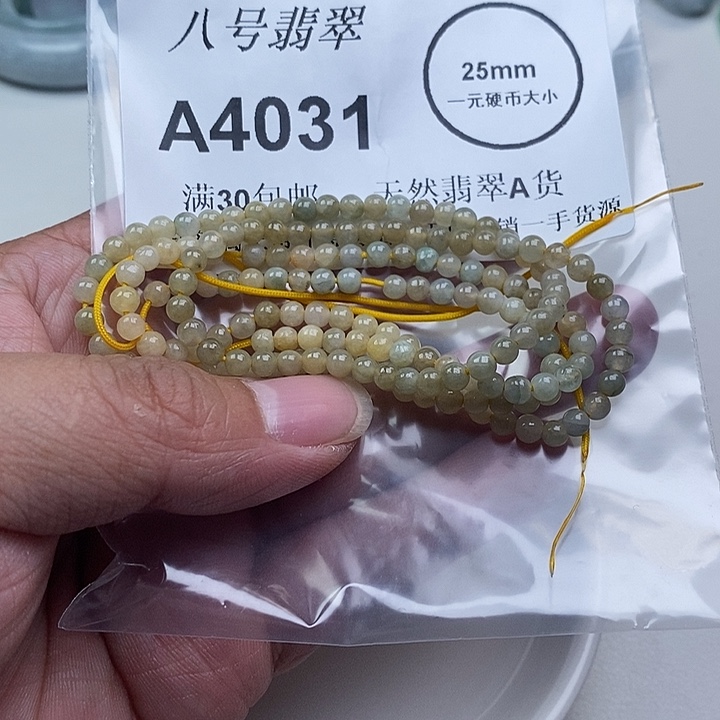 八号翡翠
25mm
一元硬币大小
A4031
满30包邮 天然翡翠A货
销一手货源